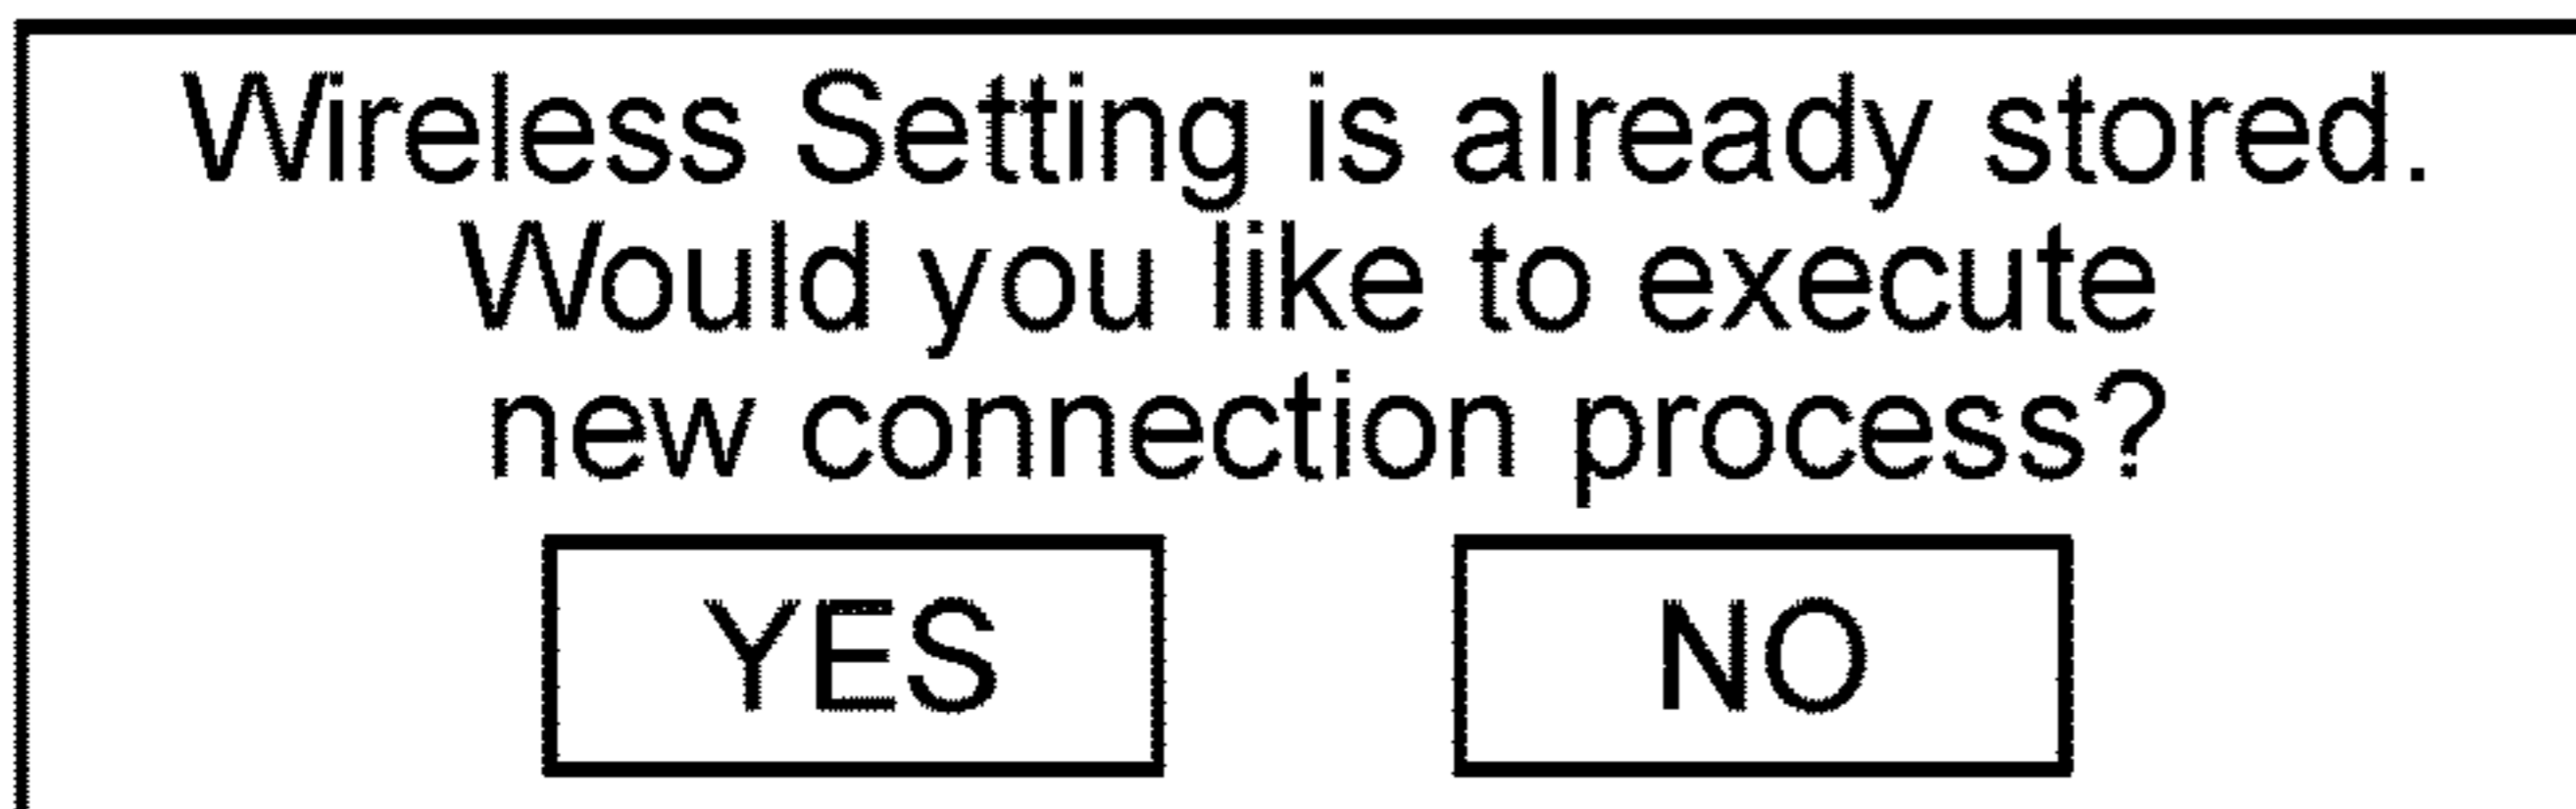 Wireless Setting is already stored.
Would you like to execute
new connection process?
YES NO